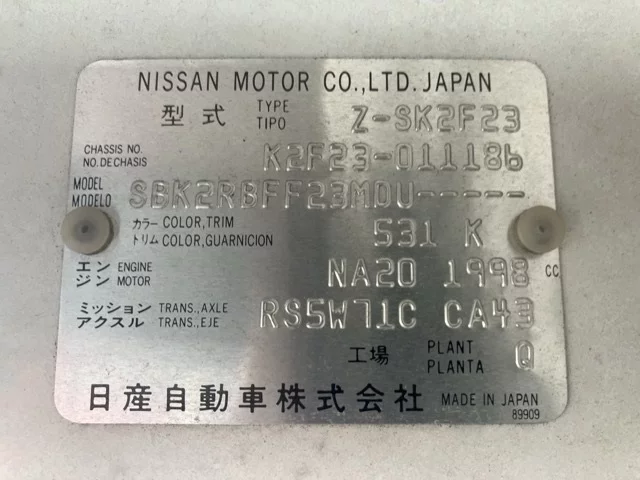 NISSAN MOTOR CO.,LTD. JAPAN
型式 TYPE TIPO Z-SK2F23
CHASSIS NO. NO.DECHASIS K2F23-011186
MODEL MODELO SBK2RBFF23MDU-----
カラー COLOR,TRIM トリム COLOR,GUARNICION 531 K
エンジン ENGINE MOTOR NA20 1998 CC
ミッション TRANS.,AXLE アクスル TRANS.,EJE RS5W71C CA43
工場 PLANT PLANTA Q
日産自動車株式会社 MADE IN JAPAN
89909